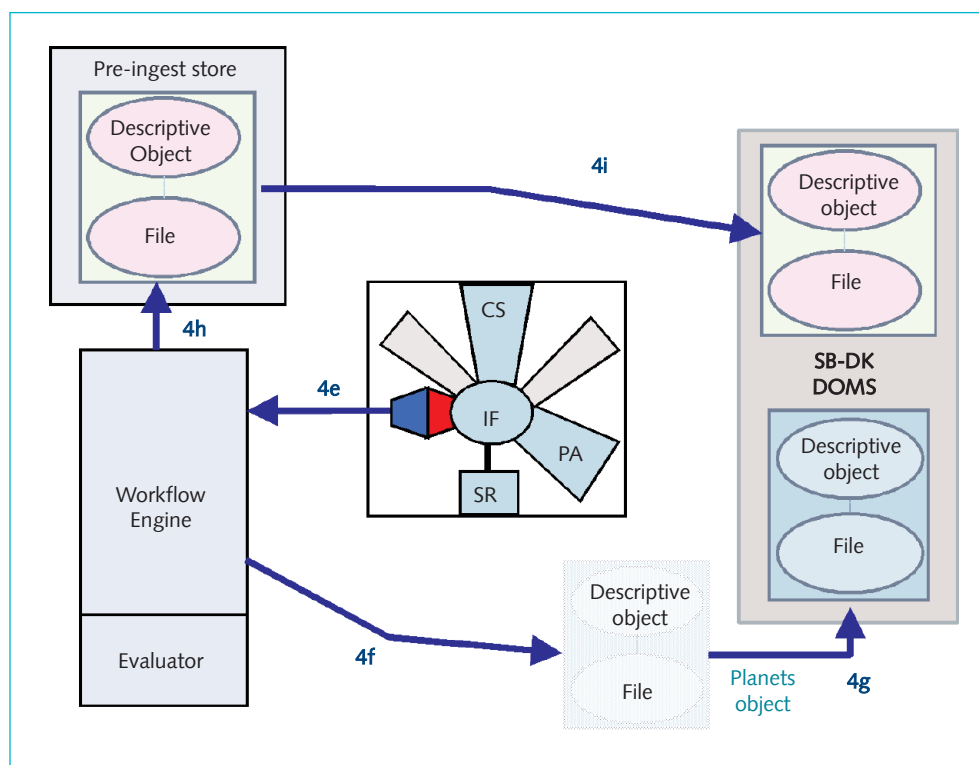 Pre-ingest store
Descriptive
Object
File
4i
Descriptive
object
File
SB-DK
DOMS
4h
4e
CS
IF
PA
SR
Workflow
Engine
Evaluator
4f
Descriptive
object
File
Planets
object
4g
Descriptive
object
File